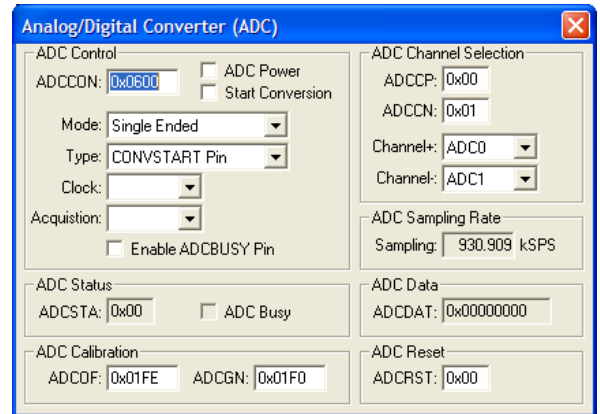 Analog/Digital Converter (ADC)
ADC Control
ADCCON: 0x0600
ADC Power
Start Conversion
Mode: Single Ended
Type: CONVSTART Pin
Clock:
Acquistion:
Enable ADCBUSY Pin
ADC Channel Selection
ADCCP: 0x00
ADCCN: 0x01
Channel+: ADC0
Channel-: ADC1
ADC Sampling Rate
Sampling: 930.909 kSPS
ADC Status
ADCSTA: 0x00
ADC Busy
ADC Data
ADCDAT: 0x00000000
ADC Calibration
ADCOF: 0x01FE
ADCGN: 0x01F0
ADC Reset
ADCRST: 0x00